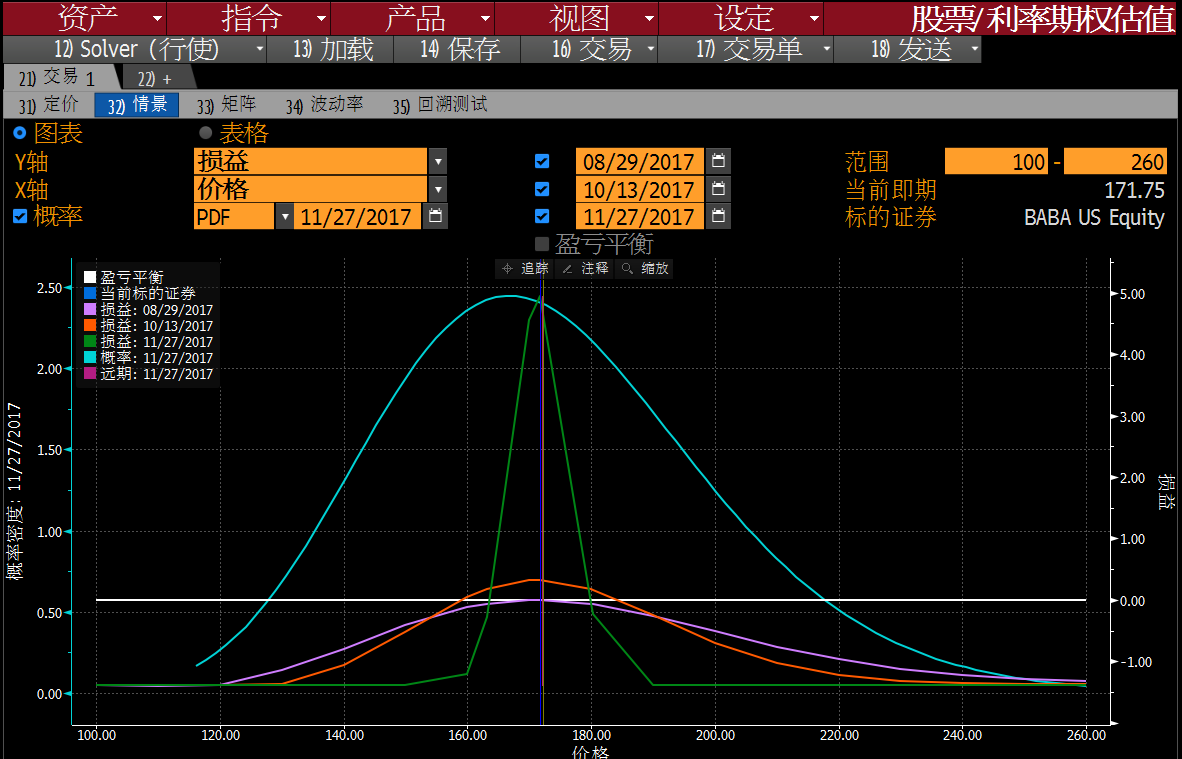 资产 指令 产品 视图 设定 股票/利率期权估值
12) Solver (行使) 13) 加载 14) 保存 16) 交易 17) 交易单 18) 发送
21) 交易 1 22) +
31) 定价 32) 情景 33) 矩阵 34) 波动率 35) 回溯测试
图表 表格
Y轴 损益 08/29/2017 范围 100 - 260
X轴 价格 10/13/2017 当前即期 171.75
概率 PDF 11/27/2017 11/27/2017 标的证券 BABA US Equity
盈亏平衡
追踪 注释 缩放
盈亏平衡
当前标的证券
损益: 08/29/2017
损益: 10/13/2017
损益: 11/27/2017
概率: 11/27/2017
远期: 11/27/2017
概率密度: 11/27/2017
2.50
2.00
1.50
1.00
0.50
0.00
5.00
4.00
3.00
2.00
1.00
0.00
-1.00
损益
100.00 120.00 140.00 160.00 180.00 200.00 220.00 240.00 260.00
价格